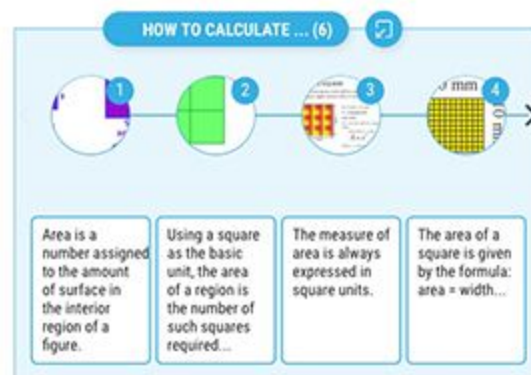 HOW TO CALCULATE ... (6)
1
2
3
4
mm
Area is a
number assigned
to the amount
of surface in
the interior
region of a
figure.
Using a square
as the basic
unit, the area
of a region is
the number of
such squares
required...
The measure of
area is always
expressed in
square units.
The area of a
square is given
by the formula:
area = width...